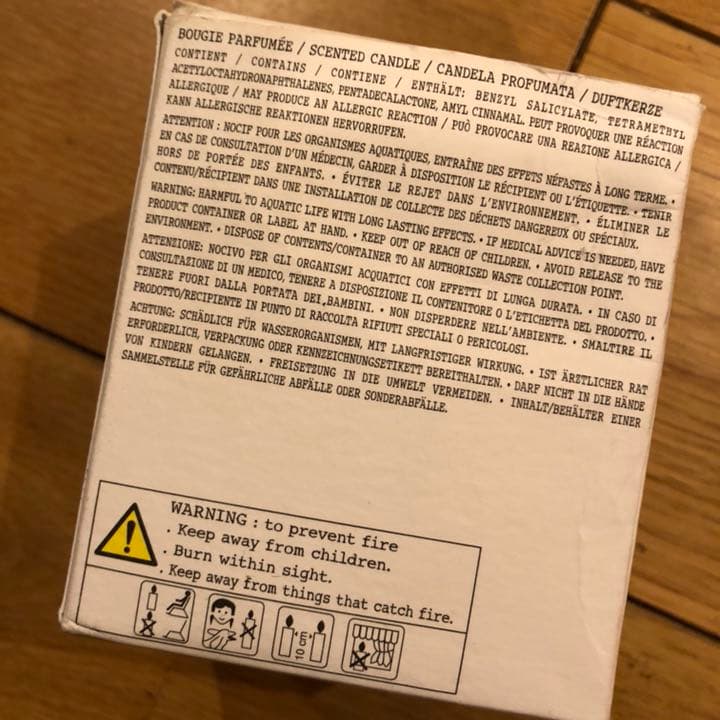 BOUGIE PARFUMÉE / SCENTED CANDLE / CANDELA PROFUMATA / DUFTKERZE
CONTIENT / CONTAINS / CONTIENE / ENTHÄLT: BENZYL SALICYLATE, TETRAMETHYL
ACETYLOCTAHYDRONAPHTHALENES, PENTADECALACTONE, AMYL CINNAMAL. PEUT PROVOQUER UNE RÉACTION
ALLERGIQUE / MAY PRODUCE AN ALLERGIC REACTION / PUÒ PROVOCARE UNA REAZIONE ALLERGICA /
KANN ALLERGISCHE REAKTIONEN HERVORRUFEN.
ATTENTION : NOCIF POUR LES ORGANISMES AQUATIQUES, ENTRAÎNE DES EFFETS NÉFASTES À LONG TERME. •
EN CAS DE CONSULTATION D'UN MÉDECIN, GARDER À DISPOSITION LE RÉCIPIENT OU L'ÉTIQUETTE. • TENIR
HORS DE PORTÉE DES ENFANTS. • ÉVITER LE REJET DANS L'ENVIRONNEMENT. • ÉLIMINER LE
CONTENU/RÉCIPIENT DANS UNE INSTALLATION DE COLLECTE DES DÉCHETS DANGEREUX OU SPÉCIAUX.
WARNING: HARMFUL TO AQUATIC LIFE WITH LONG LASTING EFFECTS. • IF MEDICAL ADVICE IS NEEDED, HAVE
PRODUCT CONTAINER OR LABEL AT HAND. • KEEP OUT OF REACH OF CHILDREN. • AVOID RELEASE TO THE
ENVIRONMENT. • DISPOSE OF CONTENTS/CONTAINER TO AN AUTHORISED WASTE COLLECTION POINT.
ATTENZIONE: NOCIVO PER GLI ORGANISMI ACQUATICI CON EFFETTI DI LUNGA DURATA. • IN CASO DI
CONSULTAZIONE DI UN MEDICO, TENERE A DISPOSIZIONE IL CONTENITORE O L'ETICHETTA DEL PRODOTTO. •
TENERE FUORI DALLA PORTATA DEI BAMBINI. • NON DISPERDERE NELL'AMBIENTE. • SMALTIRE IL
PRODOTTO/RECIPIENTE IN PUNTO DI RACCOLTA RIFIUTI SPECIALI O PERICOLOSI.
ACHTUNG: SCHÄDLICH FÜR WASSERORGANISMEN, MIT LANGFRISTIGER WIRKUNG. • IST ÄRZTLICHER RAT
ERFORDERLICH, VERPACKUNG ODER KENNZEICHNUNGSETIKETT BEREITHALTEN. • DARF NICHT IN DIE HÄNDE
VON KINDERN GELANGEN. • FREISETZUNG IN DIE UMWELT VERMEIDEN. • INHALT/BEHÄLTER EINER
SAMMELSTELLE FÜR GEFÄHRLICHE ABFÄLLE ODER SONDERABFÄLLE.
WARNING : to prevent fire
. Keep away from children.
. Burn within sight.
. Keep away from things that catch fire.
10 cm